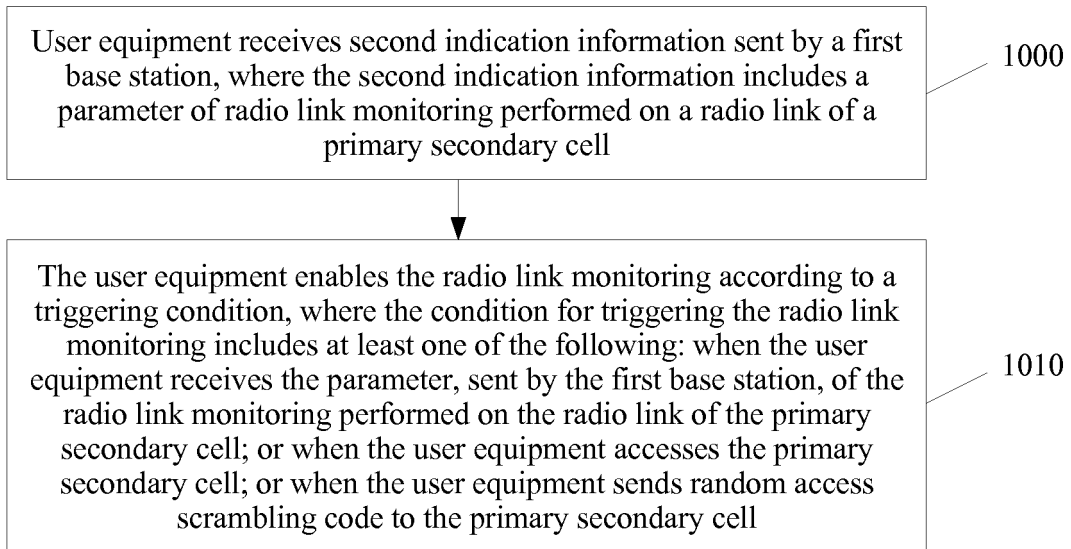 User equipment receives second indication information sent by a first
base station, where the second indication information includes a
parameter of radio link monitoring performed on a radio link of a
primary secondary cell
1000
The user equipment enables the radio link monitoring according to a
triggering condition, where the condition for triggering the radio link
monitoring includes at least one of the following: when the user
equipment receives the parameter, sent by the first base station, of the
radio link monitoring performed on the radio link of the primary
secondary cell; or when the user equipment accesses the primary
secondary cell; or when the user equipment sends random access
scrambling code to the primary secondary cell
1010